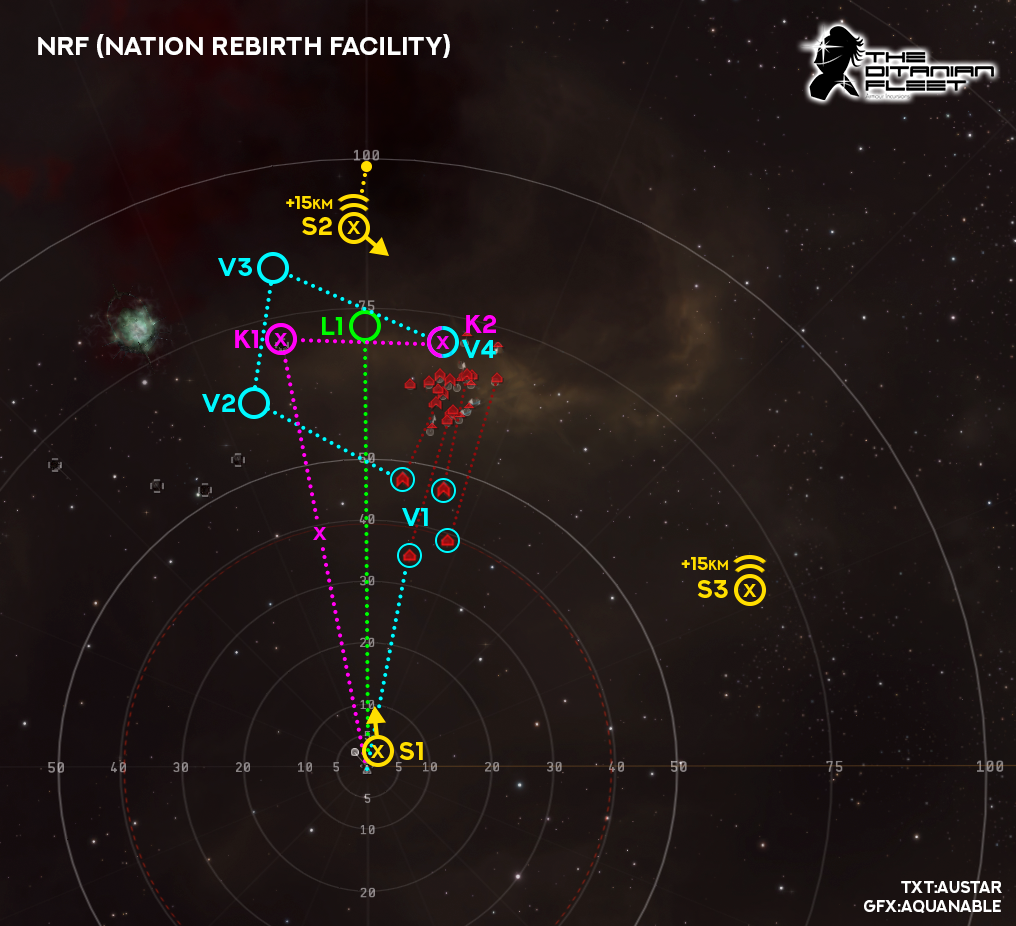 NRF (NATION REBIRTH FACILITY)
THE
DITANIAN
FLEET
100
+15KM
S2 X
V3
75
K1 X
L1
X K2
V4
V2
50
V1
40
X
+15KM
S3 X
30
20
10
X S1
50 40 30 20 10 5 5 10 20 30 40 50 75 100
5
10
20
TXT:AUSTAR
GFX:AQUANABLE